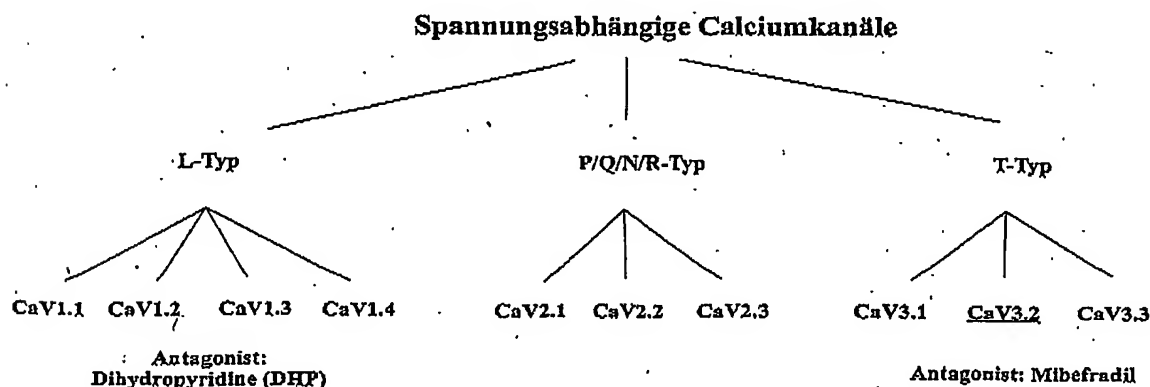 Spannungsabhängige Calciumkanäle
L-Typ P/Q/N/R-Typ T-Typ
CaV1.1 CaV1.2 CaV1.3 CaV1.4 CaV2.1 CaV2.2 CaV2.3 CaV3.1 CaV3.2 CaV3.3
Antagonist:
Dihydropyridine (DHP)
Antagonist: Mibefradil